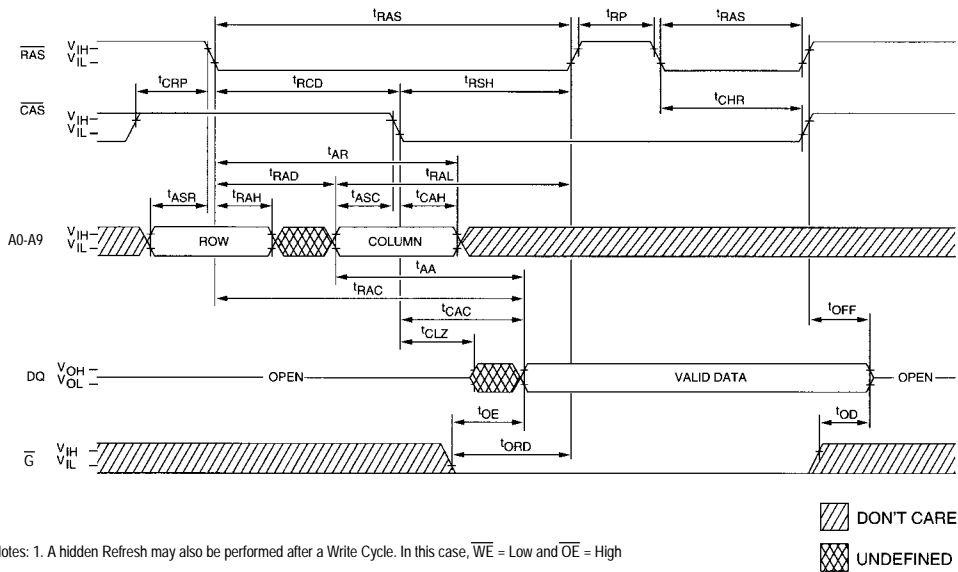 tRAS tRP tRAS
RAS VIH VIL
tCRP tRCD tRSH
CAS VIH VIL
tCHR
tAR
tRAD tRAL
tASR tRAH tASC tCAH
A0-A9 VIH VIL ROW COLUMN
tAA
tRAC
tCAC tOFF
tCLZ
DQ VOH VOL OPEN VALID DATA OPEN
tOE tOD
tORD
G VIH VIL
DON'T CARE
UNDEFINED
lotes: 1. A hidden Refresh may also be performed after a Write Cycle. In this case, WE = Low and OE = High